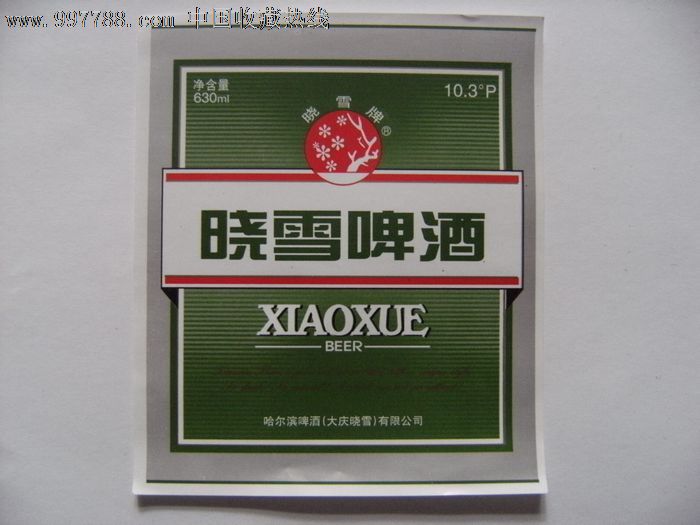 www.997788.com 中国收藏热线
净含量
630ml
10.3°P
晓雪牌
®
晓雪啤酒
XIAOXUE
BEER
哈尔滨啤酒(大庆晓雪)有限公司